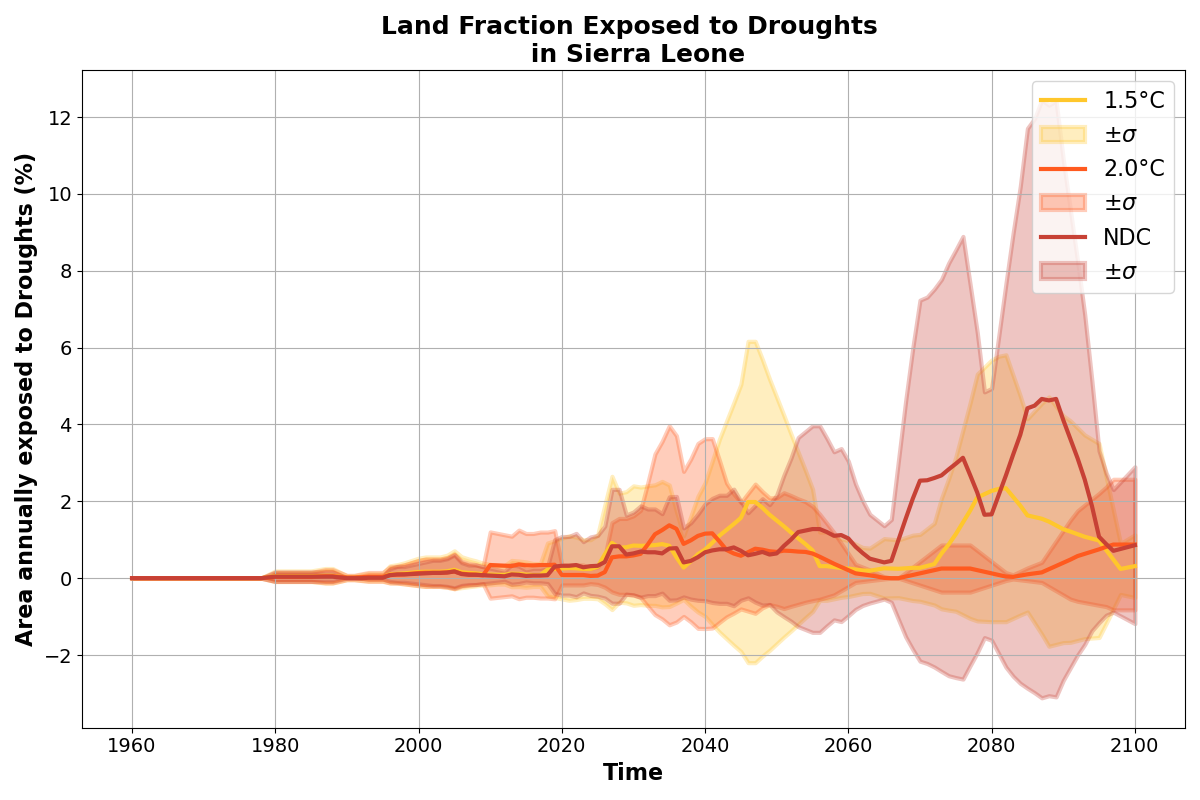 Land Fraction Exposed to Droughts
in Sierra Leone
Area annually exposed to Droughts (%)
12
10
8
6
4
2
0
−2
1.5°C
±σ
2.0°C
±σ
NDC
±σ
1960 1980 2000 2020 2040 2060 2080 2100
Time